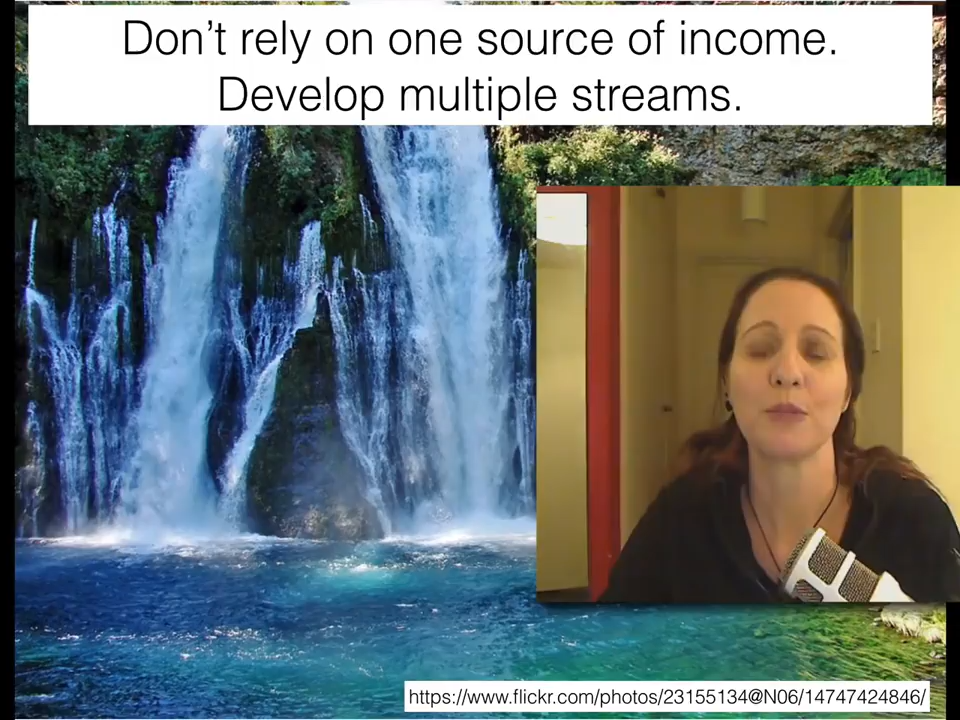 Don’t rely on one source of income.
Develop multiple streams.
https://www.flickr.com/photos/23155134@N06/14747424846/